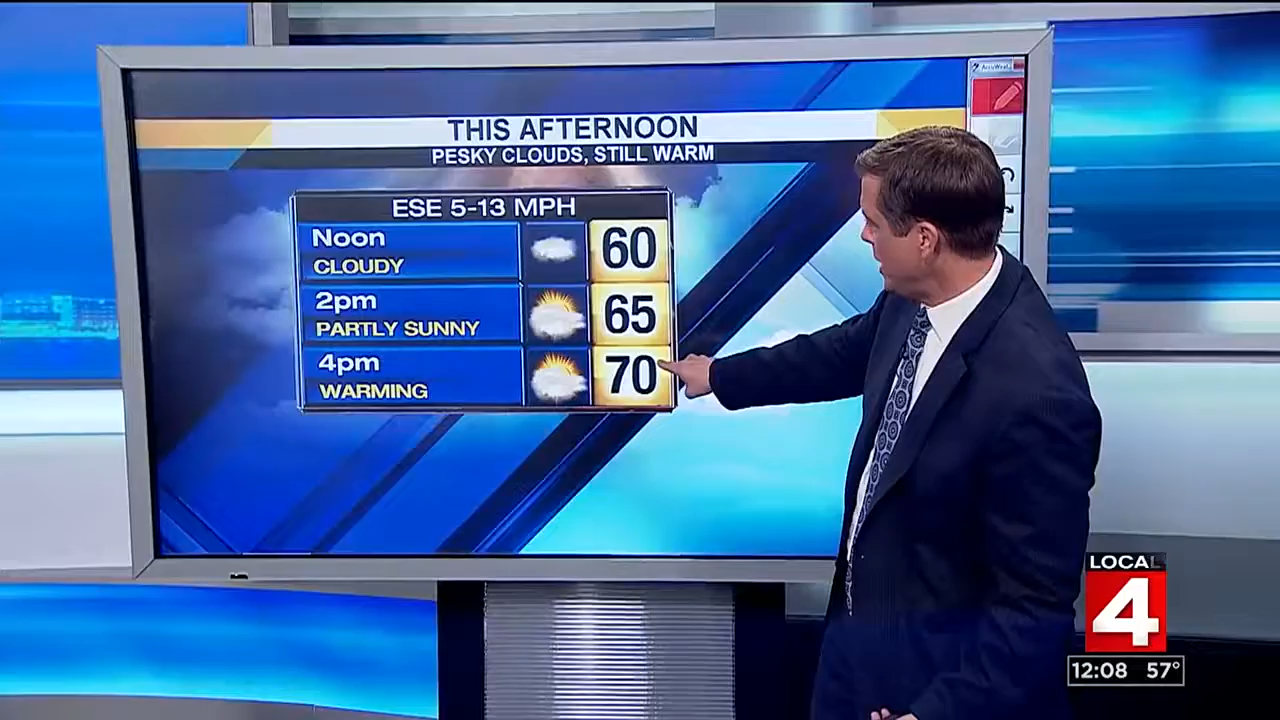 THIS AFTERNOON
PESKY CLOUDS, STILL WARM
ESE 5-13 MPH
Noon
CLOUDY
60
2pm
PARTLY SUNNY
65
4pm
WARMING
70
LOCAL
4
12:08 57°